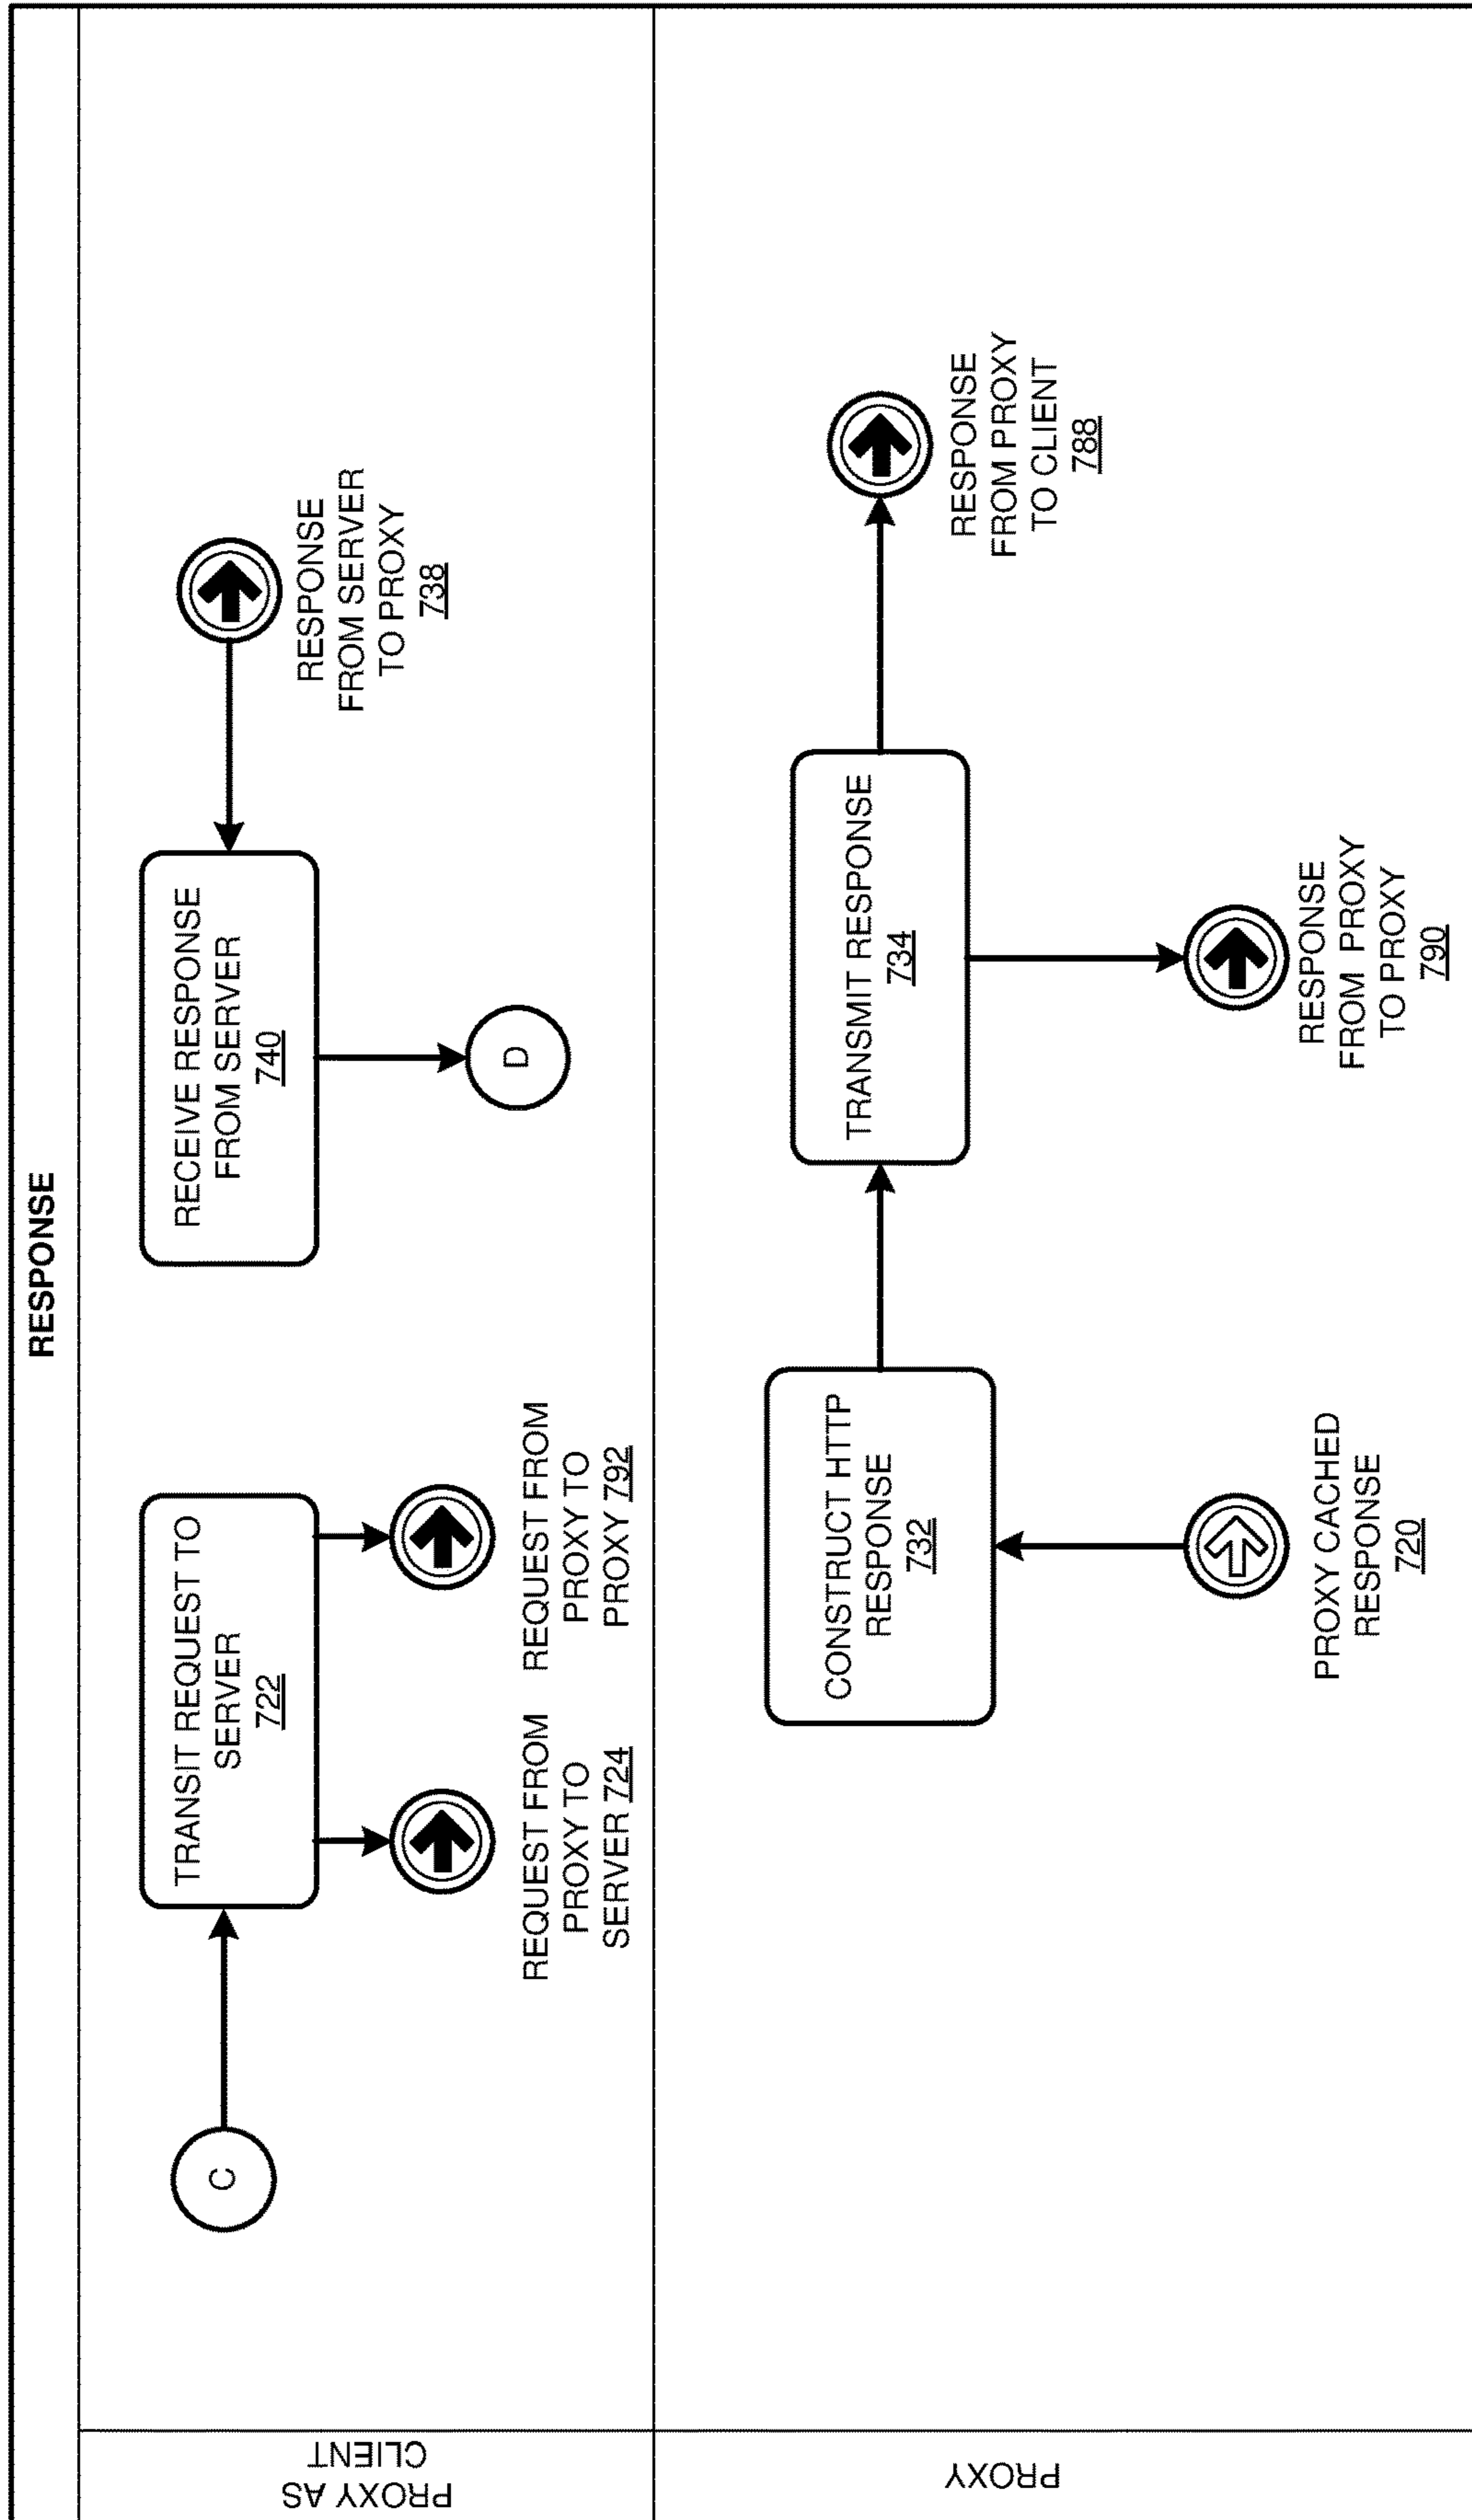 RESPONSE
PROXY AS
CLIENT
C
TRANSIT REQUEST TO
SERVER
722
REQUEST FROM
PROXY TO
SERVER 724
REQUEST FROM
PROXY TO
PROXY 792
RECEIVE RESPONSE
FROM SERVER
740
D
RESPONSE
FROM SERVER
TO PROXY
738
PROXY
CONSTRUCT HTTP
RESPONSE
732
PROXY CACHED
RESPONSE
720
TRANSMIT RESPONSE
734
RESPONSE
FROM PROXY
TO PROXY
790
RESPONSE
FROM PROXY
TO CLIENT
788